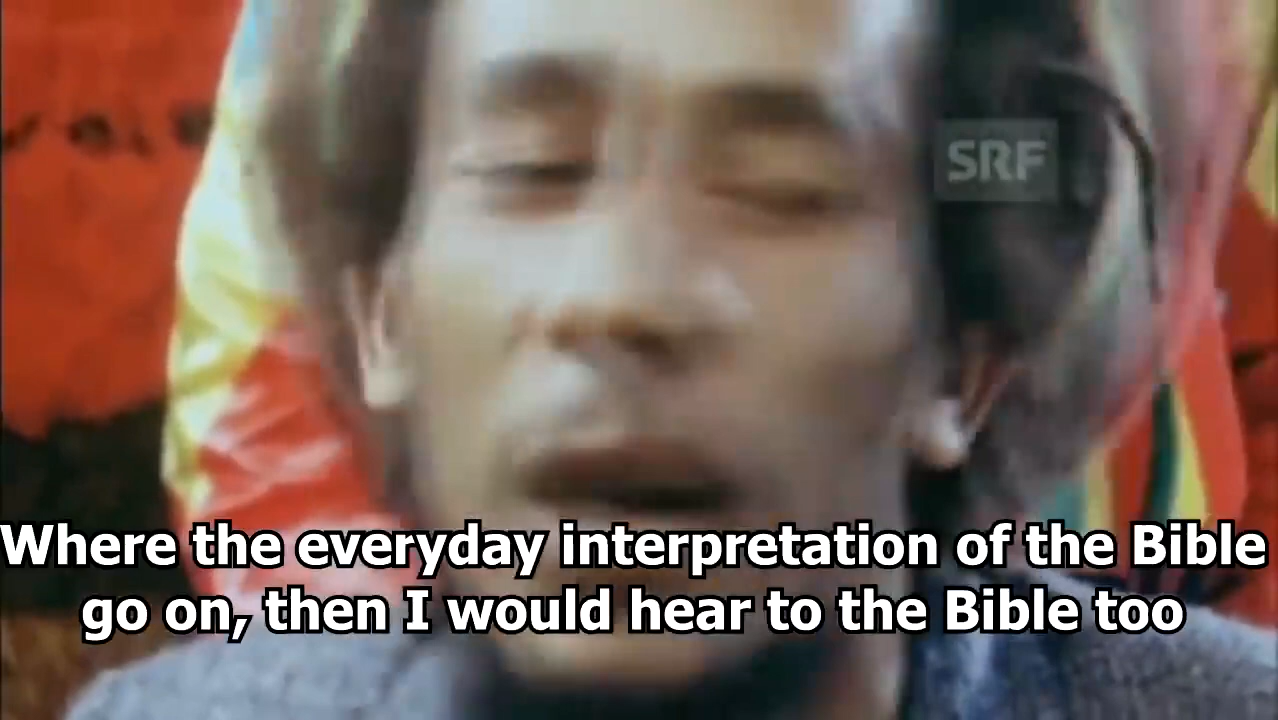 SRF
Where the everyday interpretation of the Bible
go on, then I would hear to the Bible too